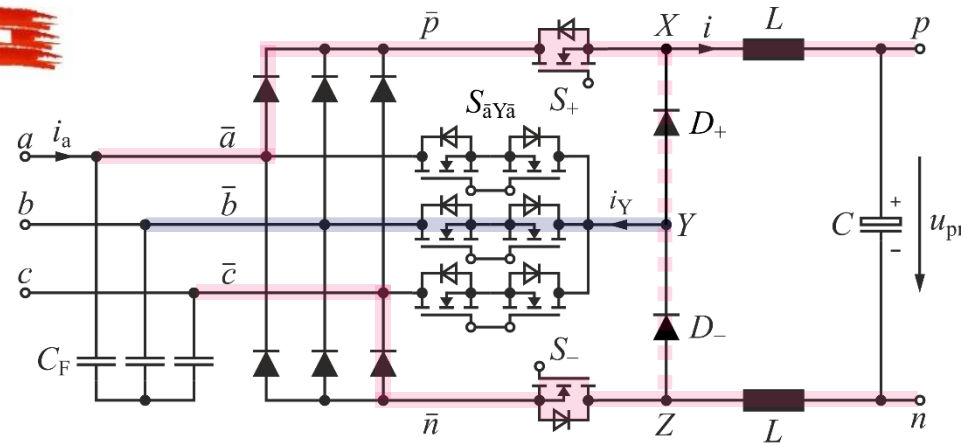 p̄ X i L p
S₊
a iₐ ā S_āYā D₊
b b̄ i_Y Y C + u_pn
c c̄ −
C_F S₋ D₋
n̄ Z L n